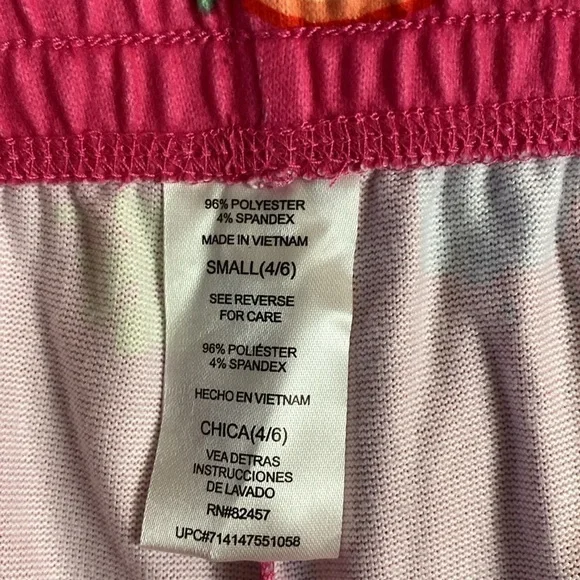 96% POLYESTER
4% SPANDEX
MADE IN VIETNAM
SMALL(4/6)
SEE REVERSE
FOR CARE
96% POLIÉSTER
4% SPANDEX
HECHO EN VIETNAM
CHICA(4/6)
VEA DETRAS
INSTRUCCIONES
DE LAVADO
RN#82457
UPC#714147551058